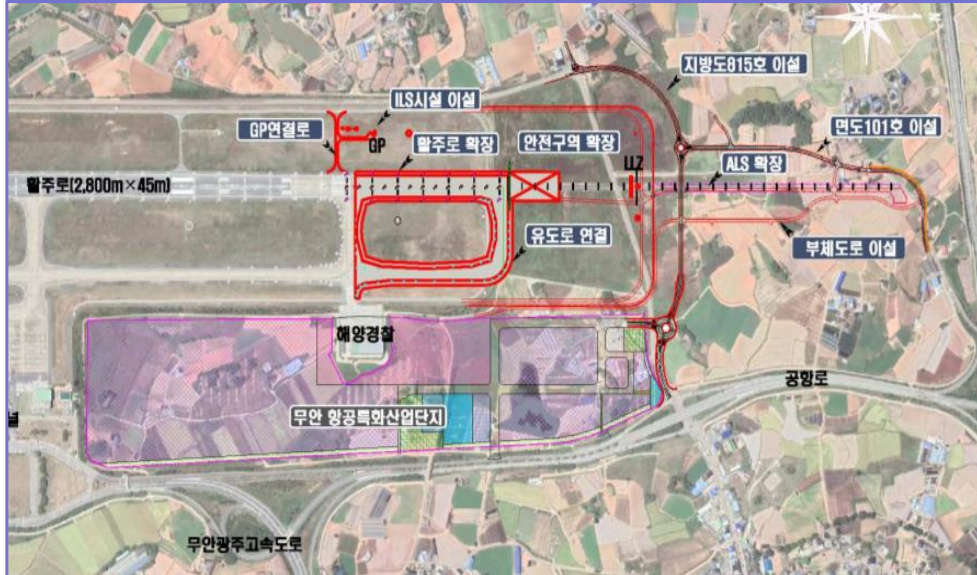 지방도815호 이설
ILS시설 이설
면도101호 이설
GP연결로
GP
활주로 확장
안전구역 확장
LLZ
ALS 확장
활주로(2,800m×45m)
유도로 연결
부체도로 이설
해양경찰
공항로
무안 항공특화산업단지
무안광주고속도로